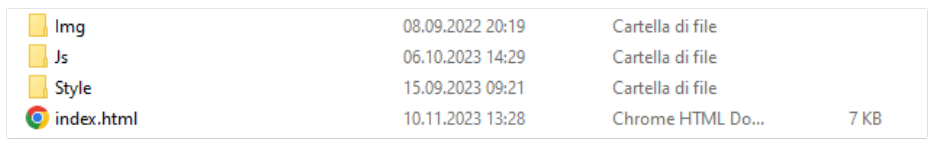 Img 08.09.2022 20:19 Cartella di file
Js 06.10.2023 14:29 Cartella di file
Style 15.09.2023 09:21 Cartella di file
index.html 10.11.2023 13:28 Chrome HTML Do... 7 KB